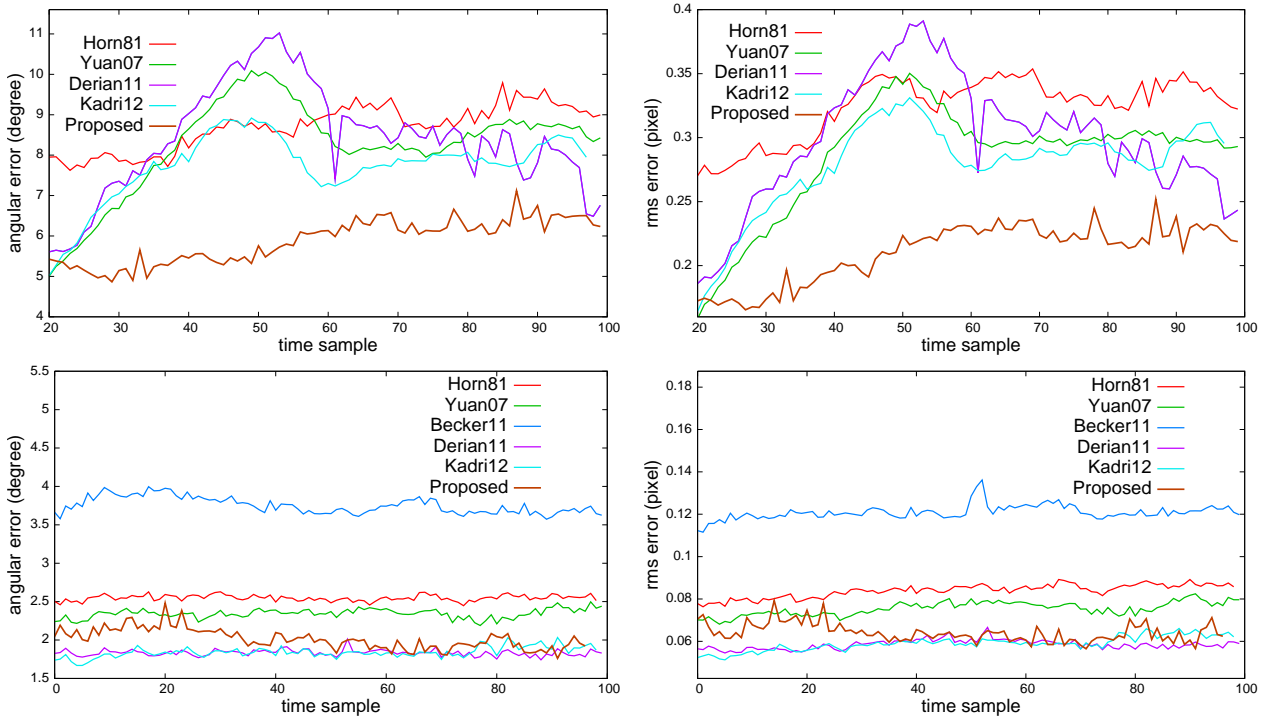 angular error (degree)
11
10
9
8
7
6
5
4
Horn81
Yuan07
Derian11
Kadri12
Proposed
20 30 40 50 60 70 80 90 100
time sample
rms error (pixel)
0.4
0.35
0.3
0.25
0.2
Horn81
Yuan07
Derian11
Kadri12
Proposed
20 30 40 50 60 70 80 90 100
time sample
angular error (degree)
5.5
5
4.5
4
3.5
3
2.5
2
1.5
Horn81
Yuan07
Becker11
Derian11
Kadri12
Proposed
0 20 40 60 80 100
time sample
rms error (pixel)
0.18
0.16
0.14
0.12
0.1
0.08
0.06
Horn81
Yuan07
Becker11
Derian11
Kadri12
Proposed
0 20 40 60 80 100
time sample